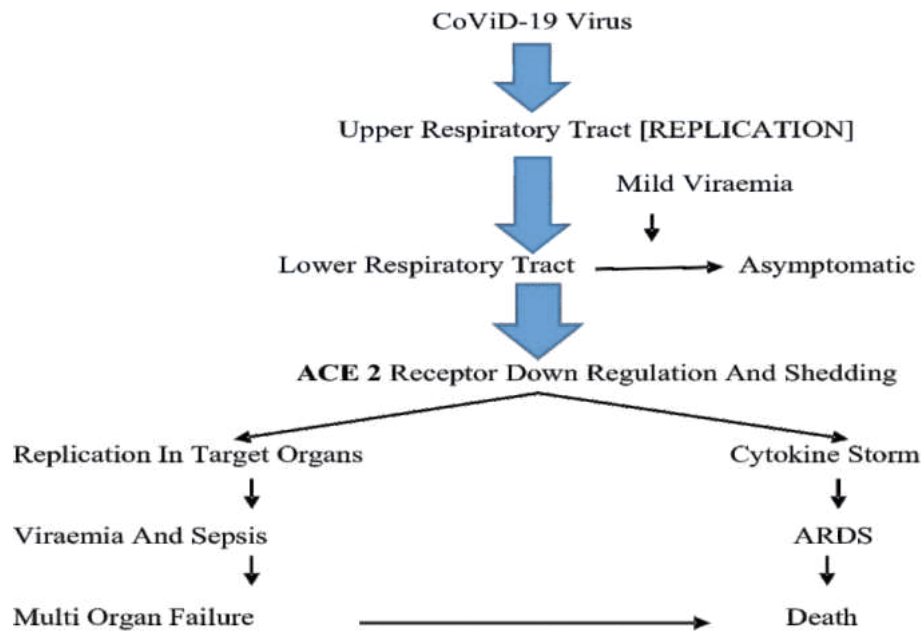 CoViD-19 Virus
Upper Respiratory Tract [REPLICATION]
Mild Viraemia
Lower Respiratory Tract
Asymptomatic
ACE 2 Receptor Down Regulation And Shedding
Replication In Target Organs
Cytokine Storm
Viraemia And Sepsis
ARDS
Multi Organ Failure
Death